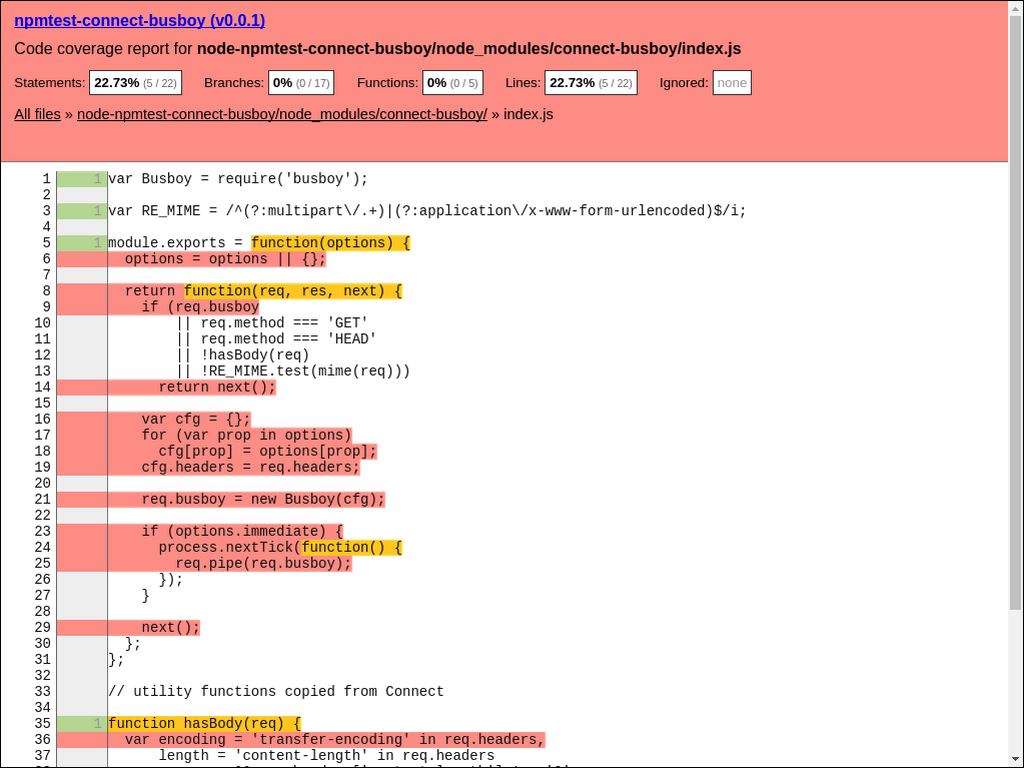 npmtest-connect-busboy (v0.0.1)
Code coverage report for node-npmtest-connect-busboy/node_modules/connect-busboy/index.js
Statements: 22.73% (5 / 22) Branches: 0% (0 / 17) Functions: 0% (0 / 5) Lines: 22.73% (5 / 22) Ignored: none
All files » node-npmtest-connect-busboy/node_modules/connect-busboy/ » index.js
1 1 var Busboy = require('busboy');
2
3 1 var RE_MIME = /^(?:multipart\/.+)|(?:application\/x-www-form-urlencoded)$/i;
4
5 1 module.exports = function(options) {
6 options = options || {};
7
8 return function(req, res, next) {
9 if (req.busboy
10 || req.method === 'GET'
11 || req.method === 'HEAD'
12 || !hasBody(req)
13 || !RE_MIME.test(mime(req)))
14 return next();
15
16 var cfg = {};
17 for (var prop in options)
18 cfg[prop] = options[prop];
19 cfg.headers = req.headers;
20
21 req.busboy = new Busboy(cfg);
22
23 if (options.immediate) {
24 process.nextTick(function() {
25 req.pipe(req.busboy);
26 });
27 }
28
29 next();
30 };
31 };
32
33 // utility functions copied from Connect
34
35 1 function hasBody(req) {
36 var encoding = 'transfer-encoding' in req.headers,
37 length = 'content-length' in req.headers